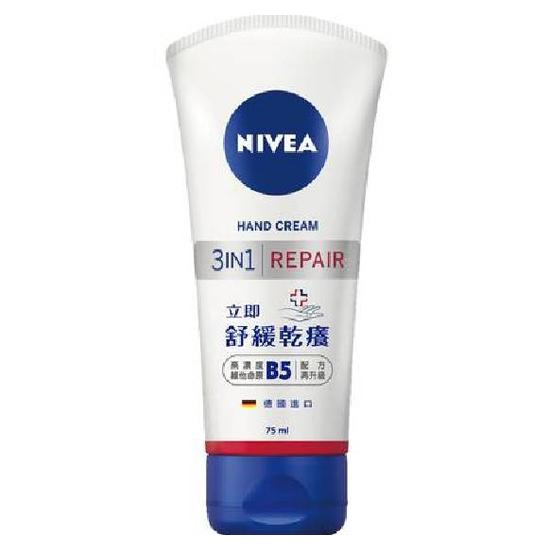 NIVEA
HAND CREAM
3IN1 REPAIR
立即
舒緩乾癢
高濃度 維他命原 B5 配方 再升級
德國進口
75 ml